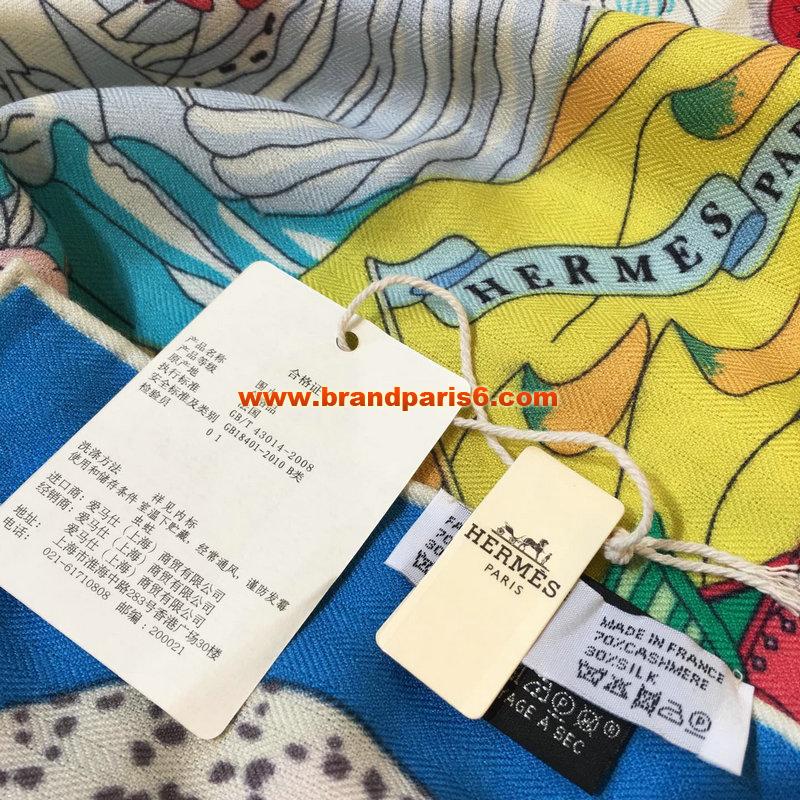 HERMES PA
合格证
产品名称
产品等级
原产地
执行标准 GB/T 43014-2008
安全标准及类别 GB18401-2010 B类
检验员 01
www.brandparis6.com
洗涤方法 详见内标
使用和储存条件 室温下贮藏，经常通风，谨防发霉
虫蛀
进口商：爱马仕（上海）商贸有限公司
经销商：爱马仕（上海）商贸有限公司
地址：上海市淮海中路283号香港广场30楼
电话：021-61710808 邮编：200021
HERMES
PARIS
FA
70%
30%
MADE IN FRANCE
70%CASHMERE
30%SILK
AGE A SEC